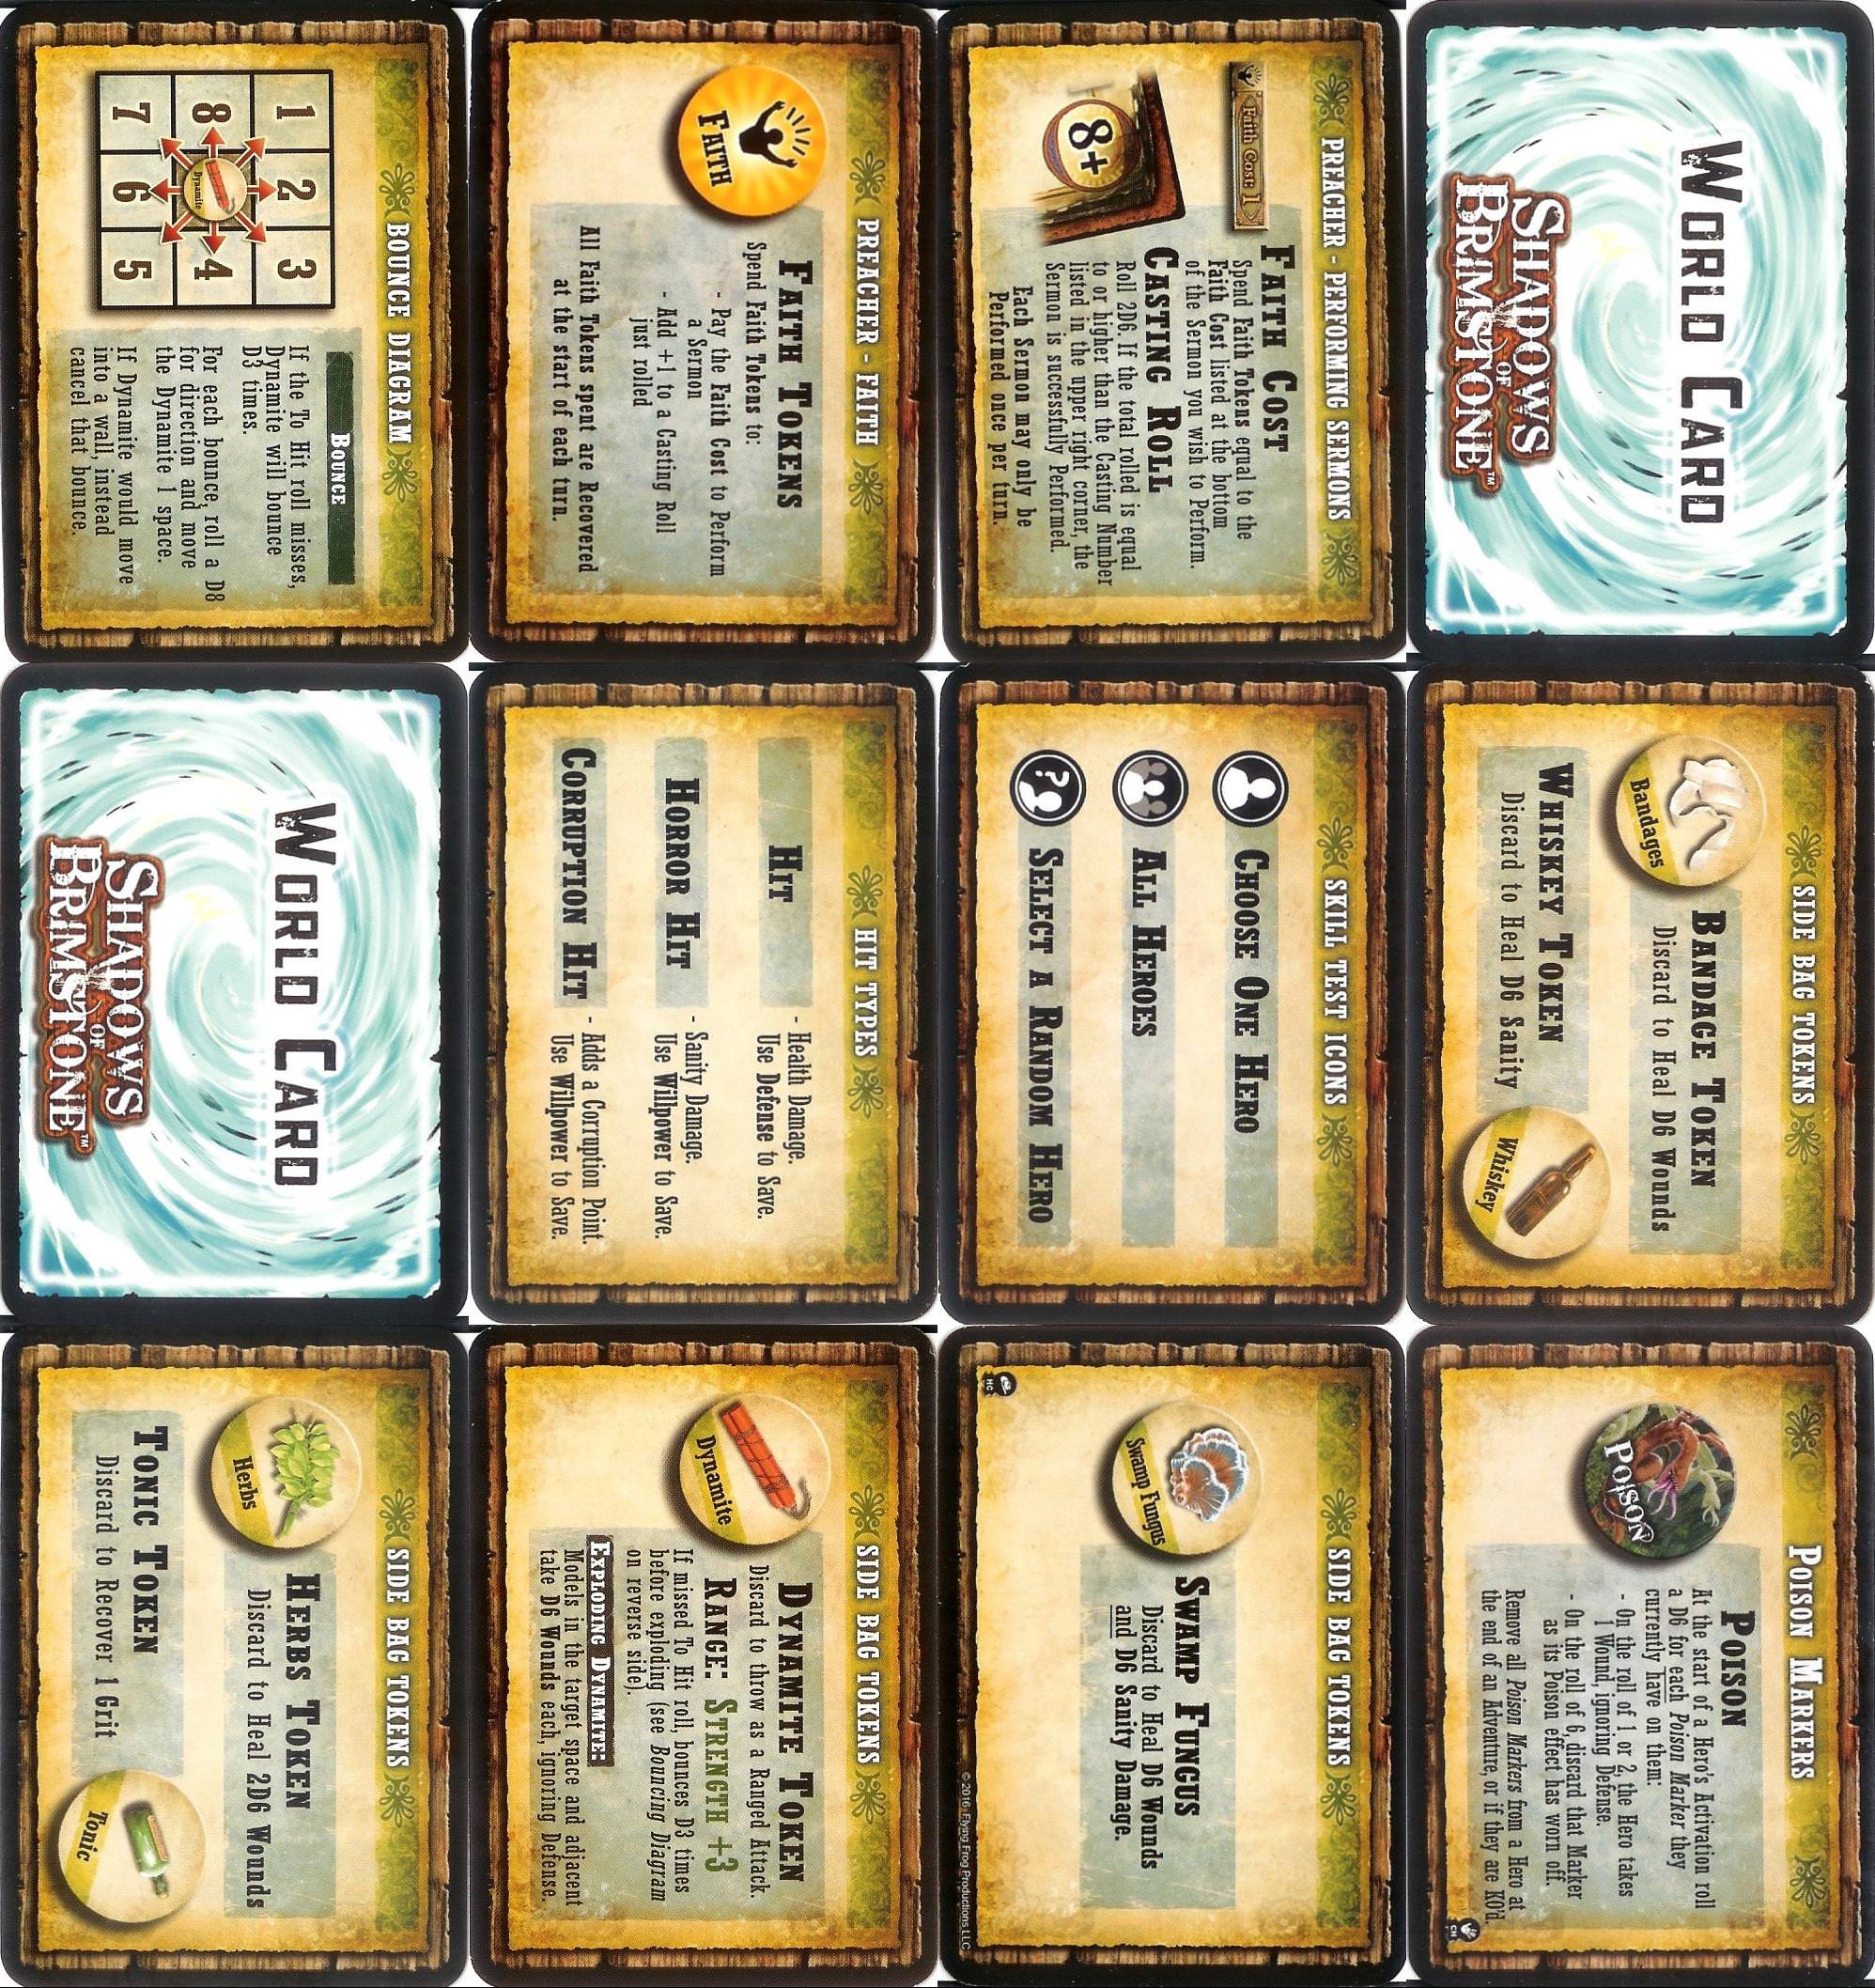 BOUNCE DIAGRAM
1 2 3
8 4
7 6 5
Dynamite
BOUNCE
If the To Hit roll misses,
Dynamite will bounce
D3 times.
For each bounce, roll a D8
for direction and move
the Dynamite 1 space.
If Dynamite would move
into a wall, instead
cancel that bounce.
PREACHER - FAITH
FAITH
FAITH TOKENS
Spend Faith Tokens to:
- Pay the Faith Cost to Perform
a Sermon
- Add +1 to a Casting Roll
just rolled
All Faith Tokens spent are Recovered
at the start of each turn.
PREACHER - PERFORMING SERMONS
Faith Cost: 1
8+
FAITH COST
Spend Faith Tokens equal to the
Faith Cost listed at the bottom
of the Sermon you wish to Perform.
CASTING ROLL
Roll 2D6. If the total rolled is equal
to or higher than the Casting Number
listed in the upper right corner, the
Sermon is successfully Performed.
Each Sermon may only be
Performed once per turn.
WORLD CARD
SHADOWS
OF
BRIMSTONE™
WORLD CARD
SHADOWS
OF
BRIMSTONE™
HIT TYPES
HIT
- Health Damage.
Use Defense to Save.
HORROR HIT
- Sanity Damage.
Use Willpower to Save.
CORRUPTION HIT
- Adds a Corruption Point.
Use Willpower to Save.
SKILL TEST ICONS
CHOOSE ONE HERO
ALL HEROES
?
SELECT A RANDOM HERO
SIDE BAG TOKENS
Bandages
BANDAGE TOKEN
Discard to Heal D6 Wounds
WHISKEY TOKEN
Discard to Heal D6 Sanity
Whiskey
SIDE BAG TOKENS
Herbs
HERBS TOKEN
Discard to Heal 2D6 Wounds
TONIC TOKEN
Discard to Recover 1 Grit
Tonic
SIDE BAG TOKENS
Dynamite
DYNAMITE TOKEN
Discard to throw as a Ranged Attack.
RANGE: STRENGTH +3
If missed To Hit roll, bounces D3 times
before exploding (see Bouncing Diagram
on reverse side).
EXPLODING DYNAMITE:
Models in the target space and adjacent
take D6 Wounds each, ignoring Defense.
SIDE BAG TOKENS
Swamp Fungus
SWAMP FUNGUS
Discard to Heal D6 Wounds
and D6 Sanity Damage.
HC
© 2016 Flying Frog Productions LLC
POISON MARKERS
POISON
POISON
At the start of a Hero's Activation roll
a D6 for each Poison Marker they
currently have on them:
- On the roll of 1 or 2, the Hero takes
1 Wound, ignoring Defense.
- On the roll of 6, discard that Marker
as its Poison effect has worn off.
Remove all Poison Markers from a Hero at
the end of an Adventure, or if they are KO'd.
CH